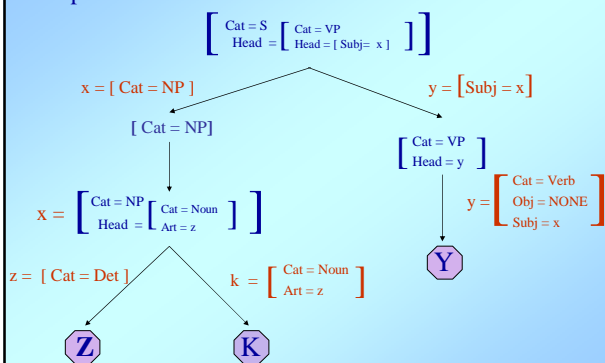 Cat = S
Head = [ Cat = VP
Head = [ Subj= x ] ]
x = [ Cat = NP ]
y = [Subj = x]
[ Cat = NP]
[ Cat = VP
Head = y ]
x = [ Cat = NP
Head = [ Cat = Noun
Art = z ] ]
y = [ Cat = Verb
Obj = NONE
Subj = x ]
Y
z = [ Cat = Det ]
k = [ Cat = Noun
Art = z ]
Z
K